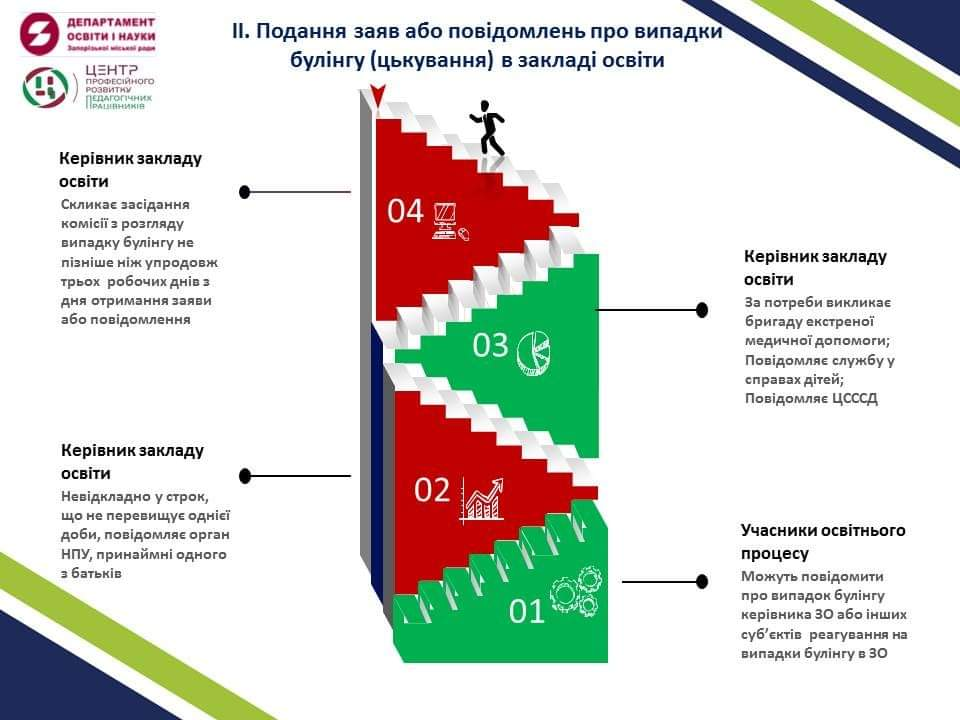 ДЕПАРТАМЕНТ
ОСВІТИ І НАУКИ
Запорізької міської ради
ЦЕНТР
ПРОФЕСІЙНОГО
РОЗВИТКУ
ПЕДАГОГІЧНИХ
ПРАЦІВНИКІВ
ІІ. Подання заяв або повідомлень про випадки
булінгу (цькування) в закладі освіти
Керівник закладу
освіти
Скликає засідання
комісії з розгляду
випадку булінгу не
пізніше ніж упродовж
трьох робочих днів з
дня отримання заяви
або повідомлення
04
Керівник закладу
освіти
За потреби викликає
бригаду екстреної
медичної допомоги;
Повідомляє службу у
справах дітей;
Повідомляє ЦСССД
03
Керівник закладу
освіти
Невідкладно у строк,
що не перевищує однієї
доби, повідомляє орган
НПУ, принаймні одного
з батьків
02
Учасники освітнього
процесу
Можуть повідомити
про випадок булінгу
керівника ЗО або інших
суб’єктів реагування на
випадки булінгу в ЗО
01